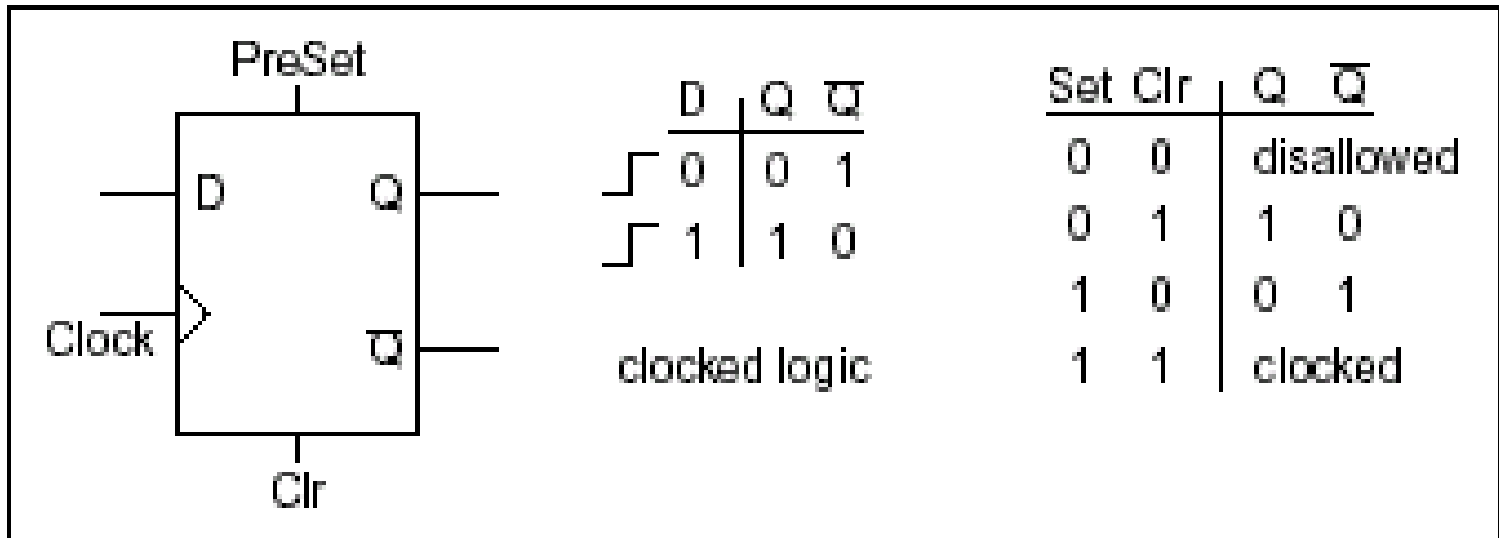 PreSet
D Q
Clock
Q̅
Clr
D Q Q̅
0 0 1
1 1 0
clocked logic
Set Clr Q Q̅
0 0 disallowed
0 1 1 0
1 0 0 1
1 1 clocked